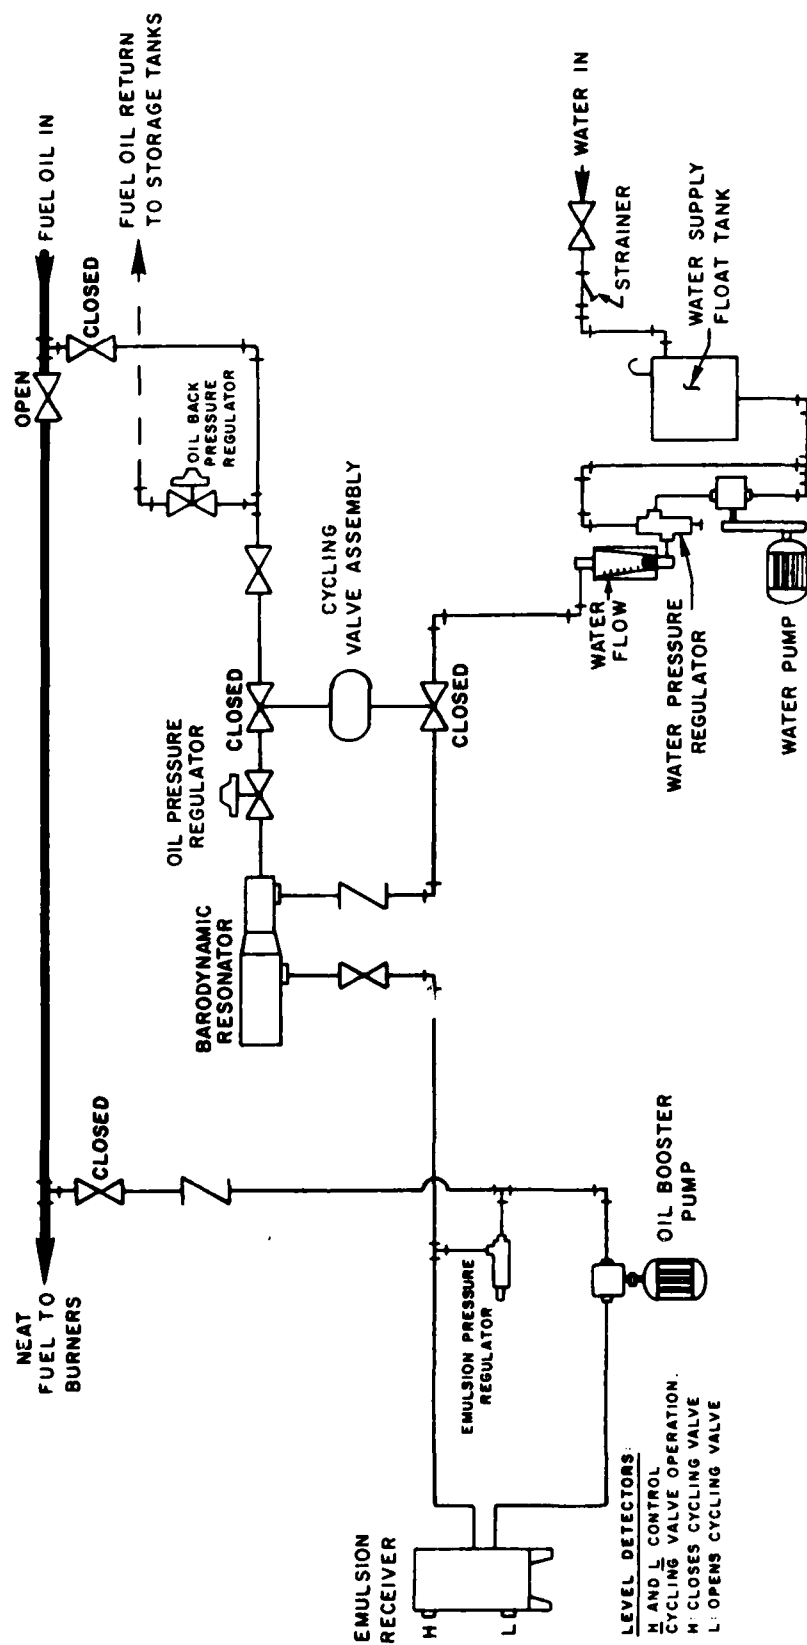 FUEL OIL IN
FUEL OIL RETURN
TO STORAGE TANKS
OPEN
CLOSED
OIL BACK
PRESSURE
REGULATOR
WATER IN
STRAINER
WATER SUPPLY
FLOAT TANK
CYCLING
VALVE ASSEMBLY
CLOSED
CLOSED
WATER
FLOW
WATER PRESSURE
REGULATOR
WATER PUMP
OIL PRESSURE
REGULATOR
BARODYNAMIC
RESONATOR
CLOSED
NEAT
FUEL TO
BURNERS
OIL BOOSTER
PUMP
EMULSION PRESSURE
REGULATOR
EMULSION
RECEIVER
H
L
LEVEL DETECTORS:
H AND L CONTROL
CYCLING VALVE OPERATION.
H: CLOSES CYCLING VALVE
L: OPENS CYCLING VALVE